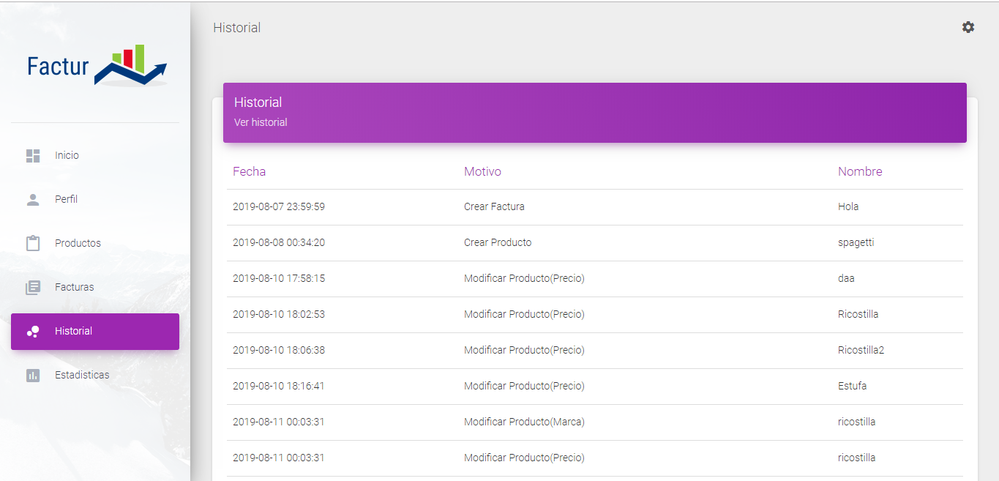 Factur
Inicio
Perfil
Productos
Facturas
Historial
Estadisticas
Historial
Historial
Ver historial
Fecha Motivo Nombre
2019-08-07 23:59:59 Crear Factura Hola
2019-08-08 00:34:20 Crear Producto spagetti
2019-08-10 17:58:15 Modificar Producto(Precio) daa
2019-08-10 18:02:53 Modificar Producto(Precio) Ricostilla
2019-08-10 18:06:38 Modificar Producto(Precio) Ricostilla2
2019-08-10 18:16:41 Modificar Producto(Precio) Estufa
2019-08-11 00:03:31 Modificar Producto(Marca) ricostilla
2019-08-11 00:03:31 Modificar Producto(Precio) ricostilla